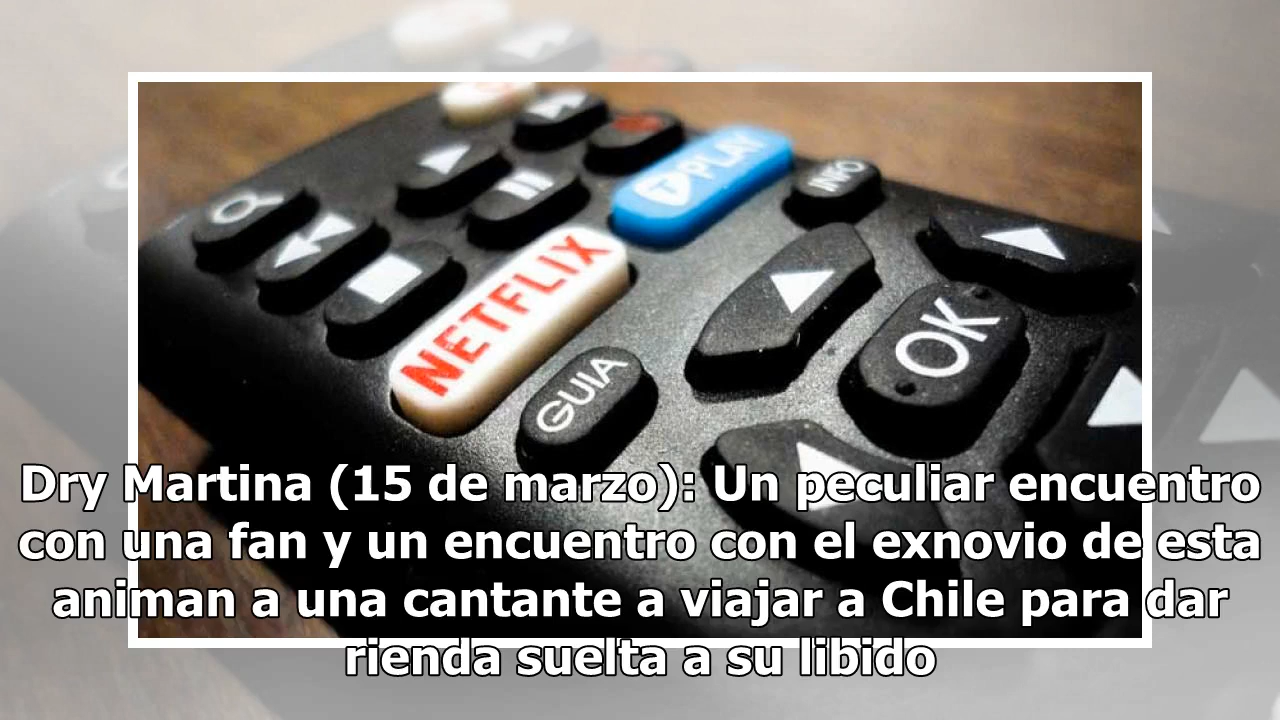 PLAY
INFO
NETFLIX
OK
GUIA
Dry Martina (15 de marzo): Un peculiar encuentro
con una fan y un encuentro con el exnovio de esta
animan a una cantante a viajar a Chile para dar
rienda suelta a su libido